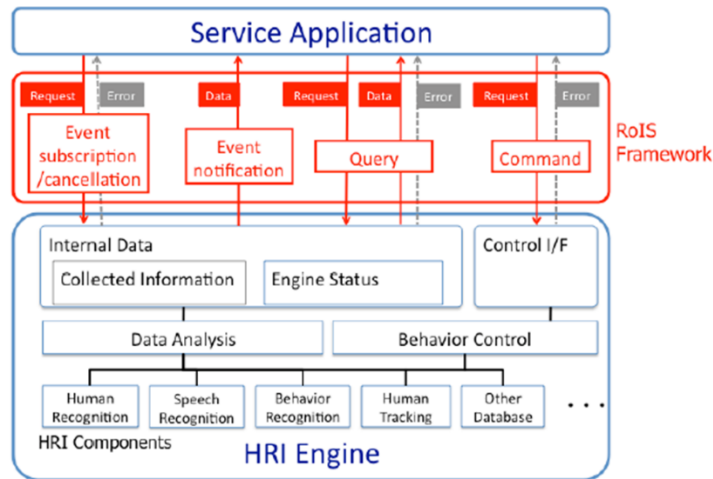 Service Application
Request Error Data Request Data Error Request Error
Event
subscription
/cancellation
Event
notification
Query
Command
RoIS
Framework
Internal Data
Control I/F
Collected Information
Engine Status
Data Analysis
Behavior Control
Human
Recognition
Speech
Recognition
Behavior
Recognition
Human
Tracking
Other
Database
. . .
HRI Components
HRI Engine